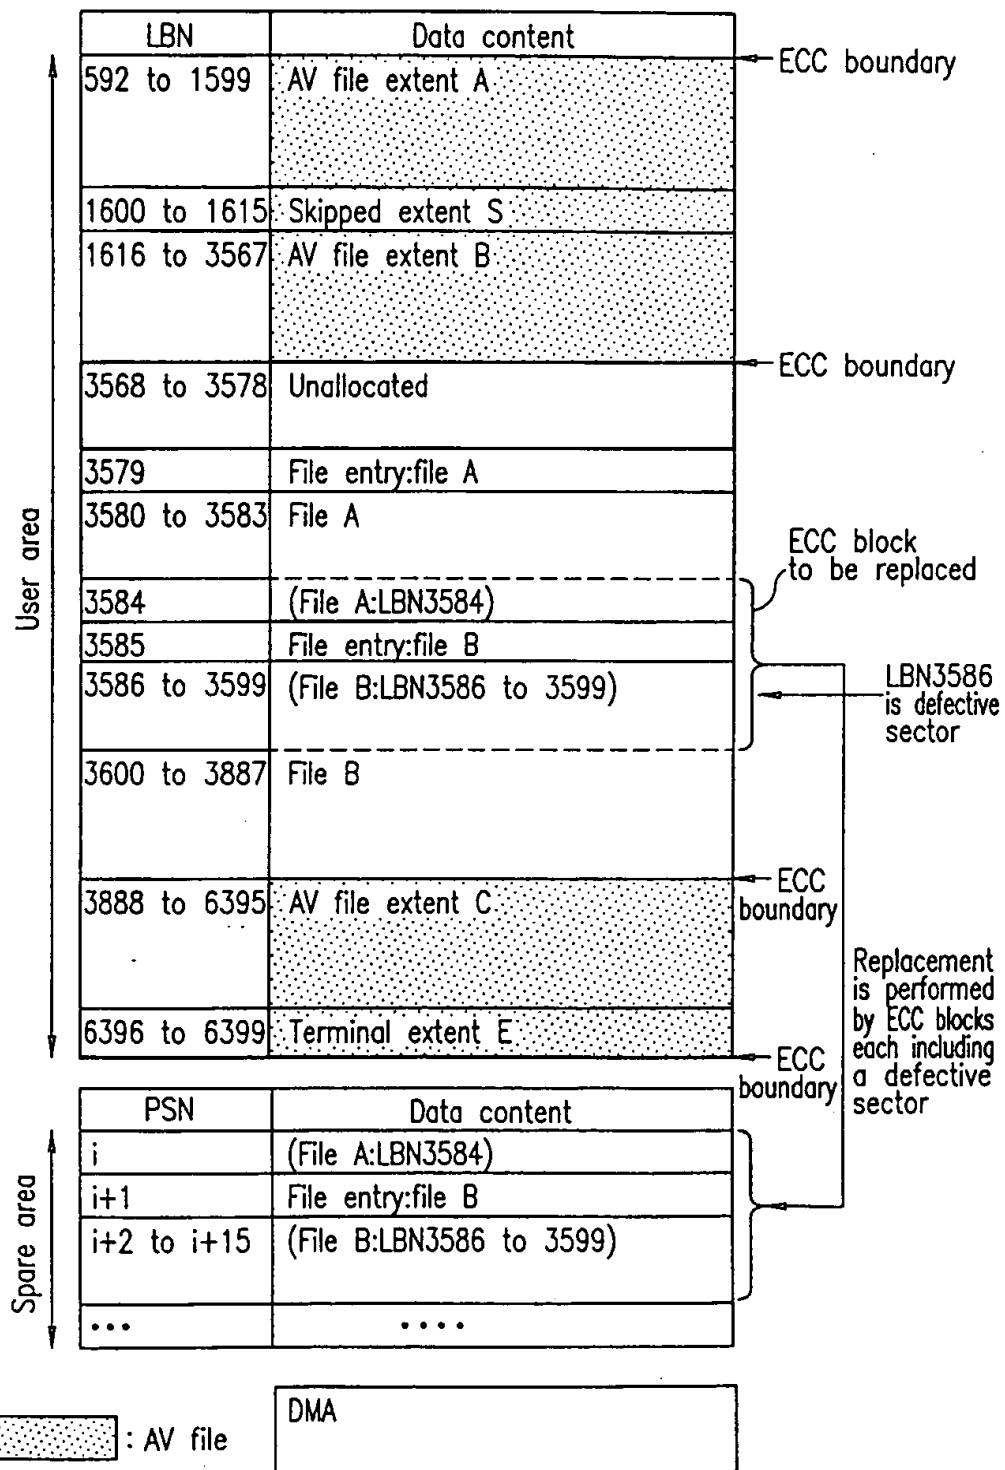 LBN Data content
ECC boundary
592 to 1599 AV file extent A
1600 to 1615 Skipped extent S
1616 to 3567 AV file extent B
ECC boundary
3568 to 3578 Unallocated
3579 File entry:file A
3580 to 3583 File A
ECC block
to be replaced
3584 (File A:LBN3584)
3585 File entry:file B
3586 to 3599 (File B:LBN3586 to 3599)
LBN3586
is defective
sector
3600 to 3887 File B
ECC
boundary
3888 to 6395 AV file extent C
6396 to 6399 Terminal extent E
ECC
boundary
User area
Replacement
is performed
by ECC blocks
each including
a defective
sector
PSN Data content
i (File A:LBN3584)
i+1 File entry:file B
i+2 to i+15 (File B:LBN3586 to 3599)
••• ••••
Spare area
: AV file
DMA